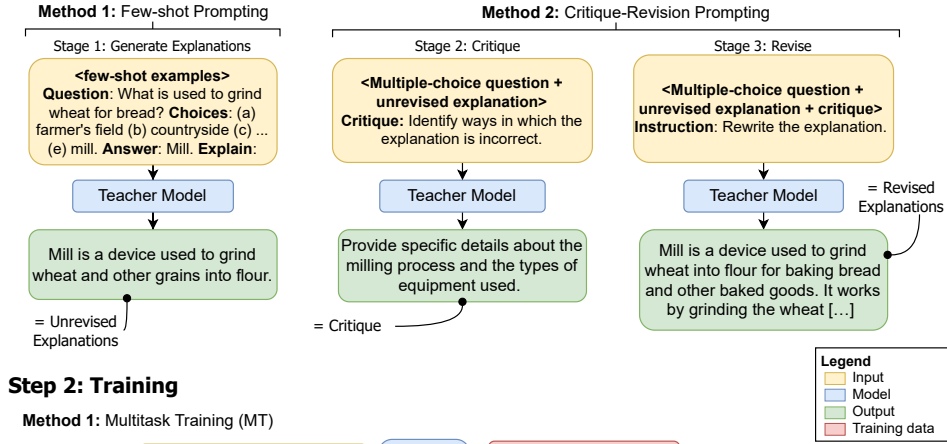 Method 1: Few-shot Prompting
Method 2: Critique-Revision Prompting
Stage 1: Generate Explanations
<few-shot examples>
Question: What is used to grind
wheat for bread? Choices: (a)
farmer's field (b) countryside (c) ...
(e) mill. Answer: Mill. Explain:
Teacher Model
Mill is a device used to grind
wheat and other grains into flour.
= Unrevised
Explanations
Stage 2: Critique
<Multiple-choice question +
unrevised explanation>
Critique: Identify ways in which the
explanation is incorrect.
Teacher Model
Provide specific details about the
milling process and the types of
equipment used.
= Critique
Stage 3: Revise
<Multiple-choice question +
unrevised explanation + critique>
Instruction: Rewrite the explanation.
Teacher Model
= Revised
Explanations
Mill is a device used to grind
wheat into flour for baking bread
and other baked goods. It works
by grinding the wheat […]
Legend
Input
Model
Output
Training data
Step 2: Training
Method 1: Multitask Training (MT)